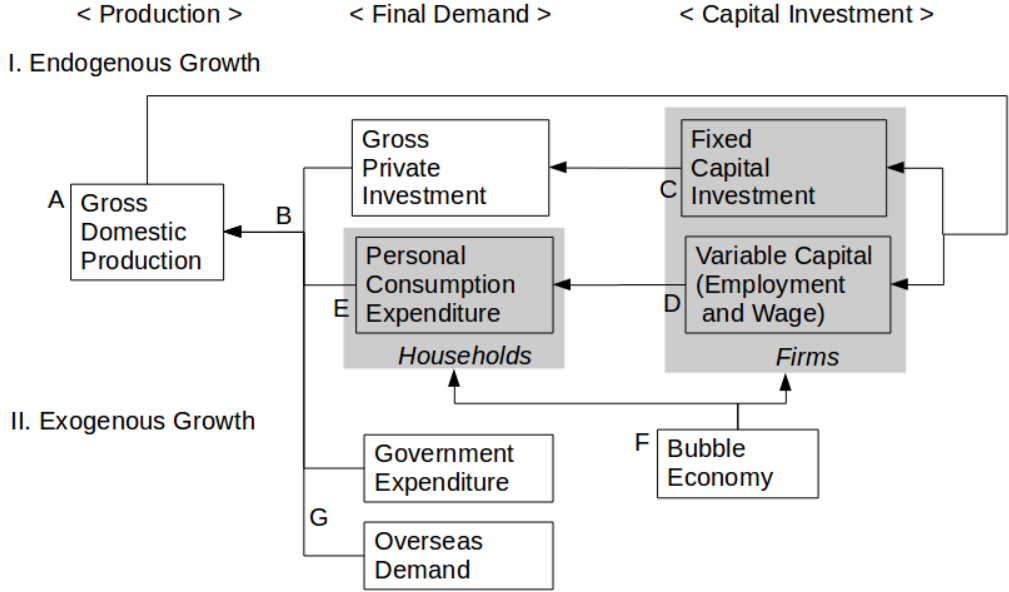 < Production >
< Final Demand >
< Capital Investment >
I. Endogenous Growth
A
Gross
Domestic
Production
B
Gross
Private
Investment
C
Fixed
Capital
Investment
E
Personal
Consumption
Expenditure
Households
D
Variable Capital
(Employment
and Wage)
Firms
II. Exogenous Growth
F
Bubble
Economy
Government
Expenditure
G
Overseas
Demand